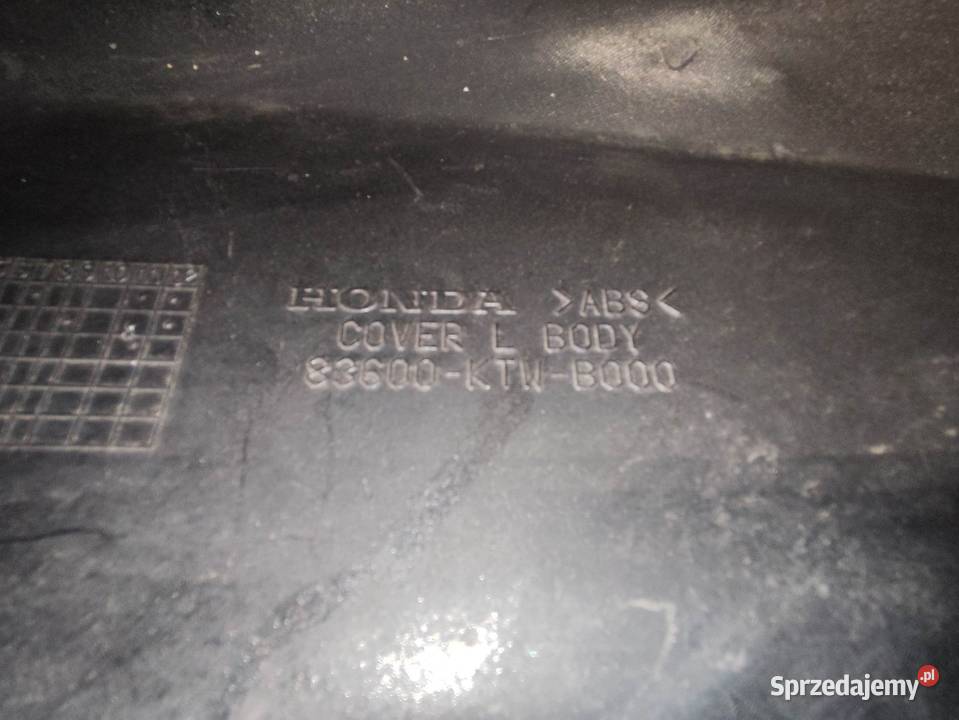 HONDA >ABS<
COVER L BODY
83600-KTW-B000
Sprzedajemy.pl